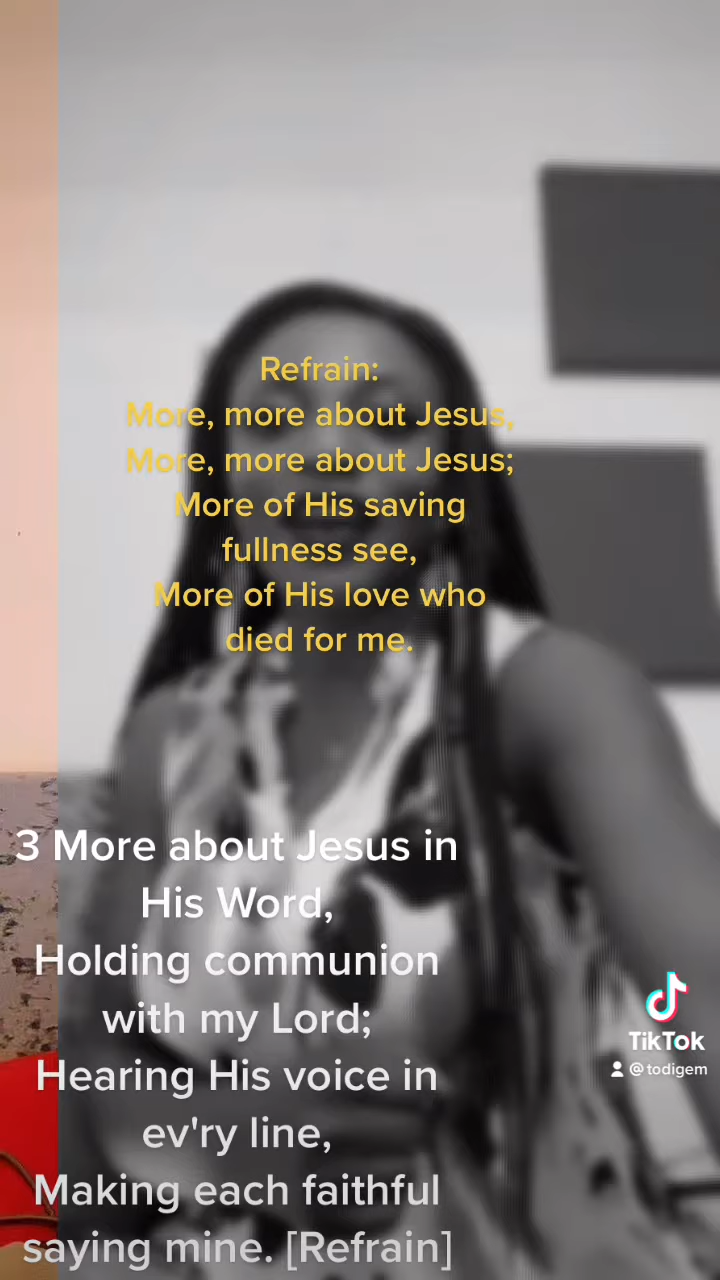 Refrain:
More, more about Jesus,
More, more about Jesus;
More of His saving
fullness see,
More of His love who
died for me.
3 More about Jesus in
His Word,
Holding communion
with my Lord;
Hearing His voice in
ev'ry line,
Making each faithful
saying mine. [Refrain]
TikTok
@todigem